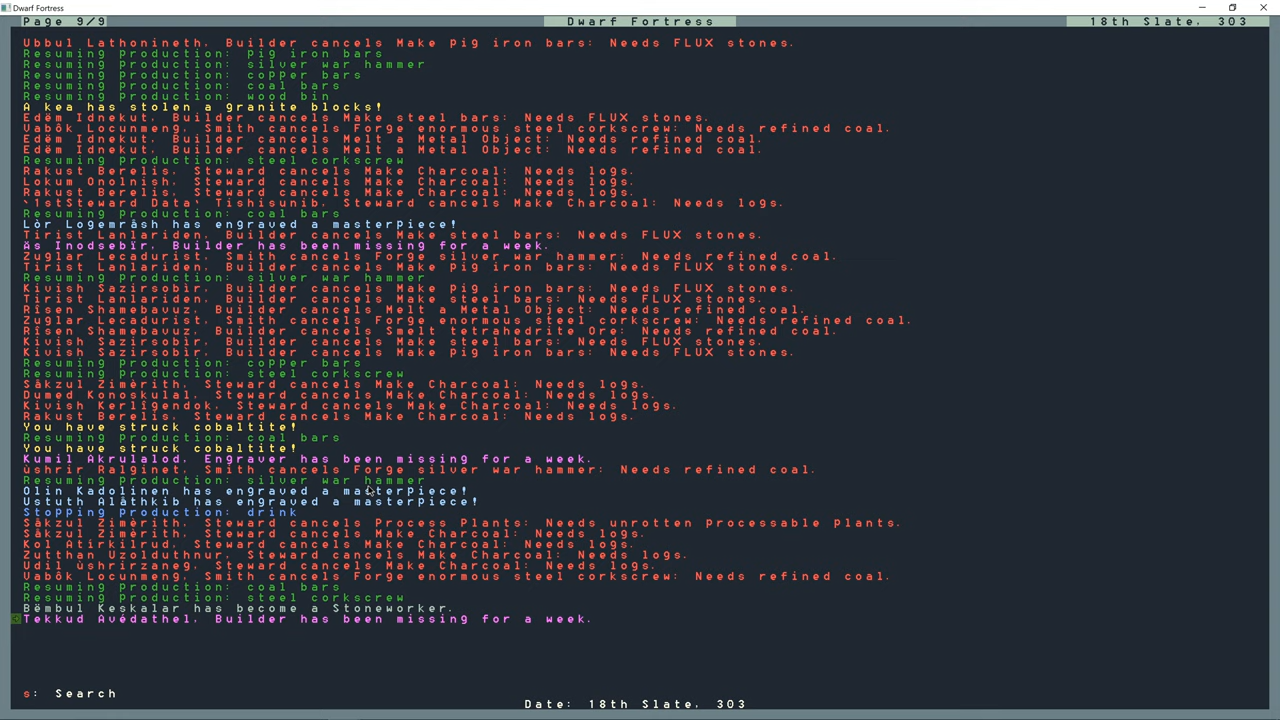 Dwarf Fortress
Page 9/9
Dwarf Fortress
18th Slate, 303
Ubbul Lathonineth, Builder cancels Make pig iron bars: Needs FLUX stones.
Resuming Production: pig iron bars
Resuming Production: silver war hammer
Resuming Production: copper bars
Resuming Production: coal bars
Resuming Production: wood bin
A kea has stolen a granite blocks!
Edëm Idnekut, Builder cancels Make steel bars: Needs FLUX stones.
Vabôk Locunmeng, Smith cancels Forge enormous steel corkscrew: Needs refined coal.
Edëm Idnekut, Builder cancels Melt a Metal Object: Needs refined coal.
Edëm Idnekut, Builder cancels Melt a Metal Object: Needs refined coal.
Resuming Production: steel corkscrew
Rakust Berelis, Steward cancels Make Charcoal: Needs logs.
Lokum Onolnish, Steward cancels Make Charcoal: Needs logs.
Rakust Berelis, Steward cancels Make Charcoal: Needs logs.
`1stSteward Data' Tishisunib, Steward cancels Make Charcoal: Needs logs.
Resuming Production: coal bars
Lòr Logemrâsh has engraved a masterpiece!
Tirist Lanlariden, Builder cancels Make steel bars: Needs FLUX stones.
Ás Inodsebïr, Builder has been missing for a week.
Zuglar Lecadurist, Smith cancels Forge silver war hammer: Needs refined coal.
Tirist Lanlariden, Builder cancels Make pig iron bars: Needs FLUX stones.
Resuming Production: silver war hammer
Kivish Sazirsobìr, Builder cancels Make pig iron bars: Needs FLUX stones.
Tirist Lanlariden, Builder cancels Make steel bars: Needs FLUX stones.
Rîsen Shamebavuz, Builder cancels Melt a Metal Object: Needs refined coal.
Zuglar Lecadurist, Smith cancels Forge enormous steel corkscrew: Needs refined coal.
Rîsen Shamebavuz, Builder cancels Smelt tetrahedrite Ore: Needs refined coal.
Kivish Sazirsobìr, Builder cancels Make steel bars: Needs FLUX stones.
Kivish Sazirsobìr, Builder cancels Make pig iron bars: Needs FLUX stones.
Resuming Production: copper bars
Resuming Production: steel corkscrew
Såkzul Zimèrith, Steward cancels Make Charcoal: Needs logs.
Dumed Konoskulal, Steward cancels Make Charcoal: Needs logs.
Kivish Kerlîgendok, Steward cancels Make Charcoal: Needs logs.
Rakust Berelis, Steward cancels Make Charcoal: Needs logs.
You have struck cobaltite!
Resuming Production: coal bars
You have struck cobaltite!
Kumil Akrulalod, Engraver has been missing for a week.
ùshrir Ralginet, Smith cancels Forge silver war hammer: Needs refined coal.
Resuming Production: silver war hammer
Olin Kadolinen has engraved a masterpiece!
Ustuth Alâthkib has engraved a masterpiece!
Stopping Production: drink
Såkzul Zimèrith, Steward cancels Process Plants: Needs unrotten processable plants.
Såkzul Zimèrith, Steward cancels Make Charcoal: Needs logs.
Kol Atirkilrud, Steward cancels Make Charcoal: Needs logs.
Zutthan Uzolduthnur, Steward cancels Make Charcoal: Needs logs.
Udil ùshrirzaneg, Steward cancels Make Charcoal: Needs logs.
Vabôk Locunmeng, Smith cancels Forge enormous steel corkscrew: Needs refined coal.
Resuming Production: coal bars
Resuming Production: steel corkscrew
Bëmbul Keskalar has become a Stoneworker.
Tekkud Avédathel, Builder has been missing for a week.
s: Search
Date: 18th Slate, 303